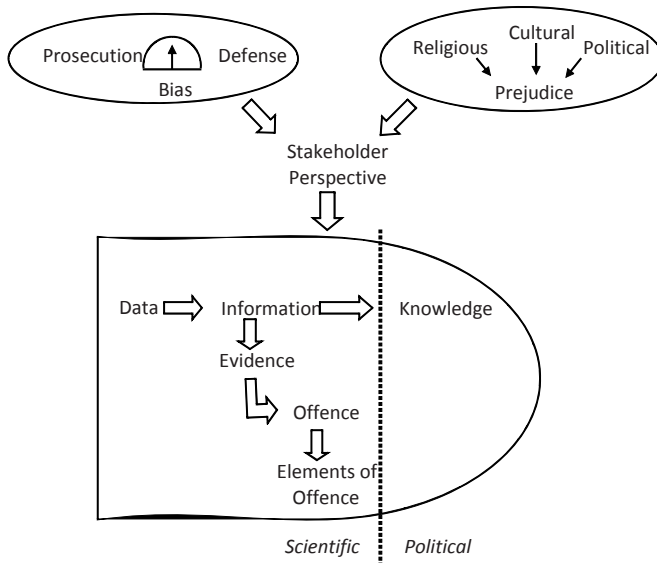 Prosecution
Defense
Bias
Religious
Cultural
Political
Prejudice
Stakeholder
Perspective
Data
Information
Knowledge
Evidence
Offence
Elements of
Offence
Scientific
Political